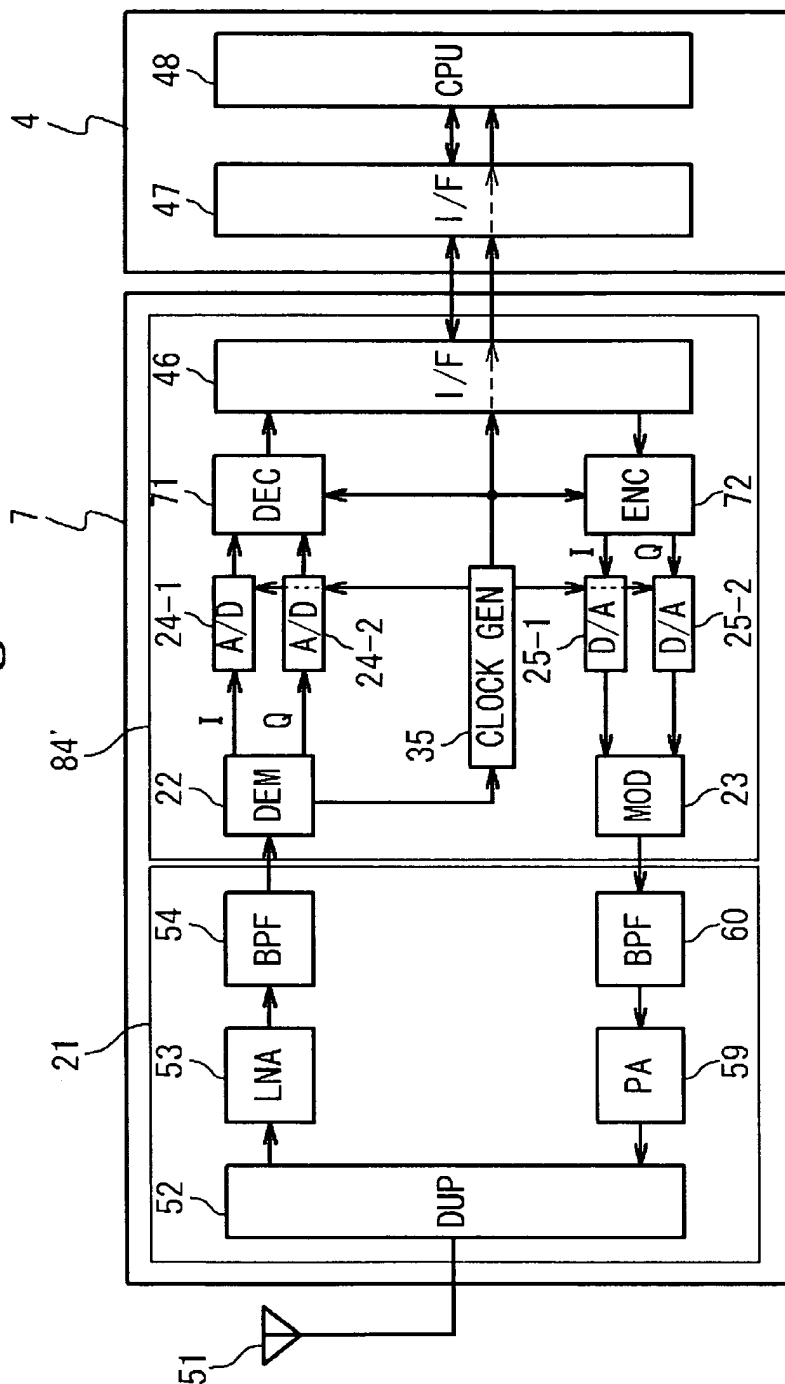 4
7
48
CPU
47
I/F
46
I/F
84'
71
DEC
24-1
A/D
A/D
24-2
I
Q
22
DEM
35
CLOCK GEN
ENC
72
I
Q
25-1
D/A
D/A
25-2
MOD
23
21
54
BPF
53
LNA
52
DUP
BPF
60
PA
59
51